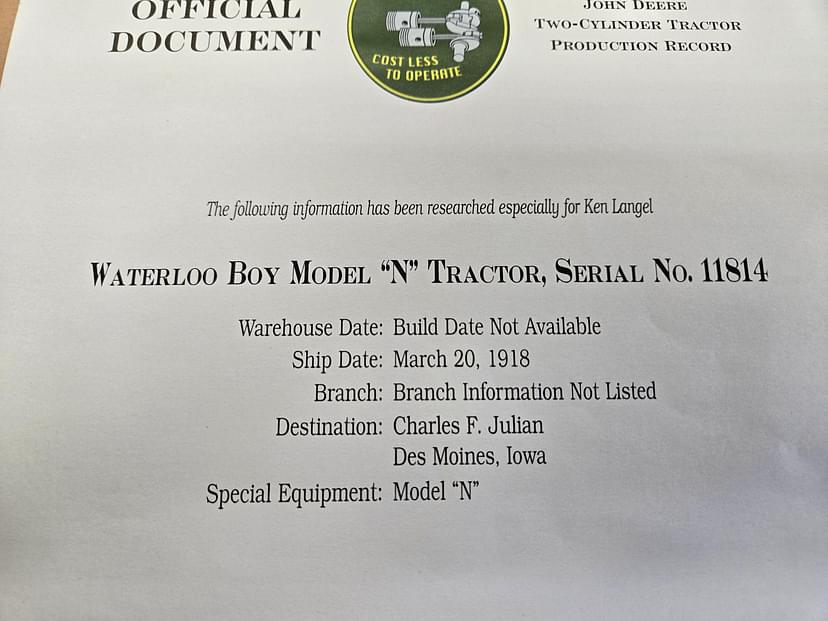 OFFICIAL
DOCUMENT
COST LESS
TO OPERATE
JOHN DEERE
TWO-CYLINDER TRACTOR
PRODUCTION RECORD
The following information has been researched especially for Ken Langel
WATERLOO BOY MODEL “N” TRACTOR, SERIAL NO. 11814
Warehouse Date: Build Date Not Available
Ship Date: March 20, 1918
Branch: Branch Information Not Listed
Destination: Charles F. Julian
Des Moines, Iowa
Special Equipment: Model “N”